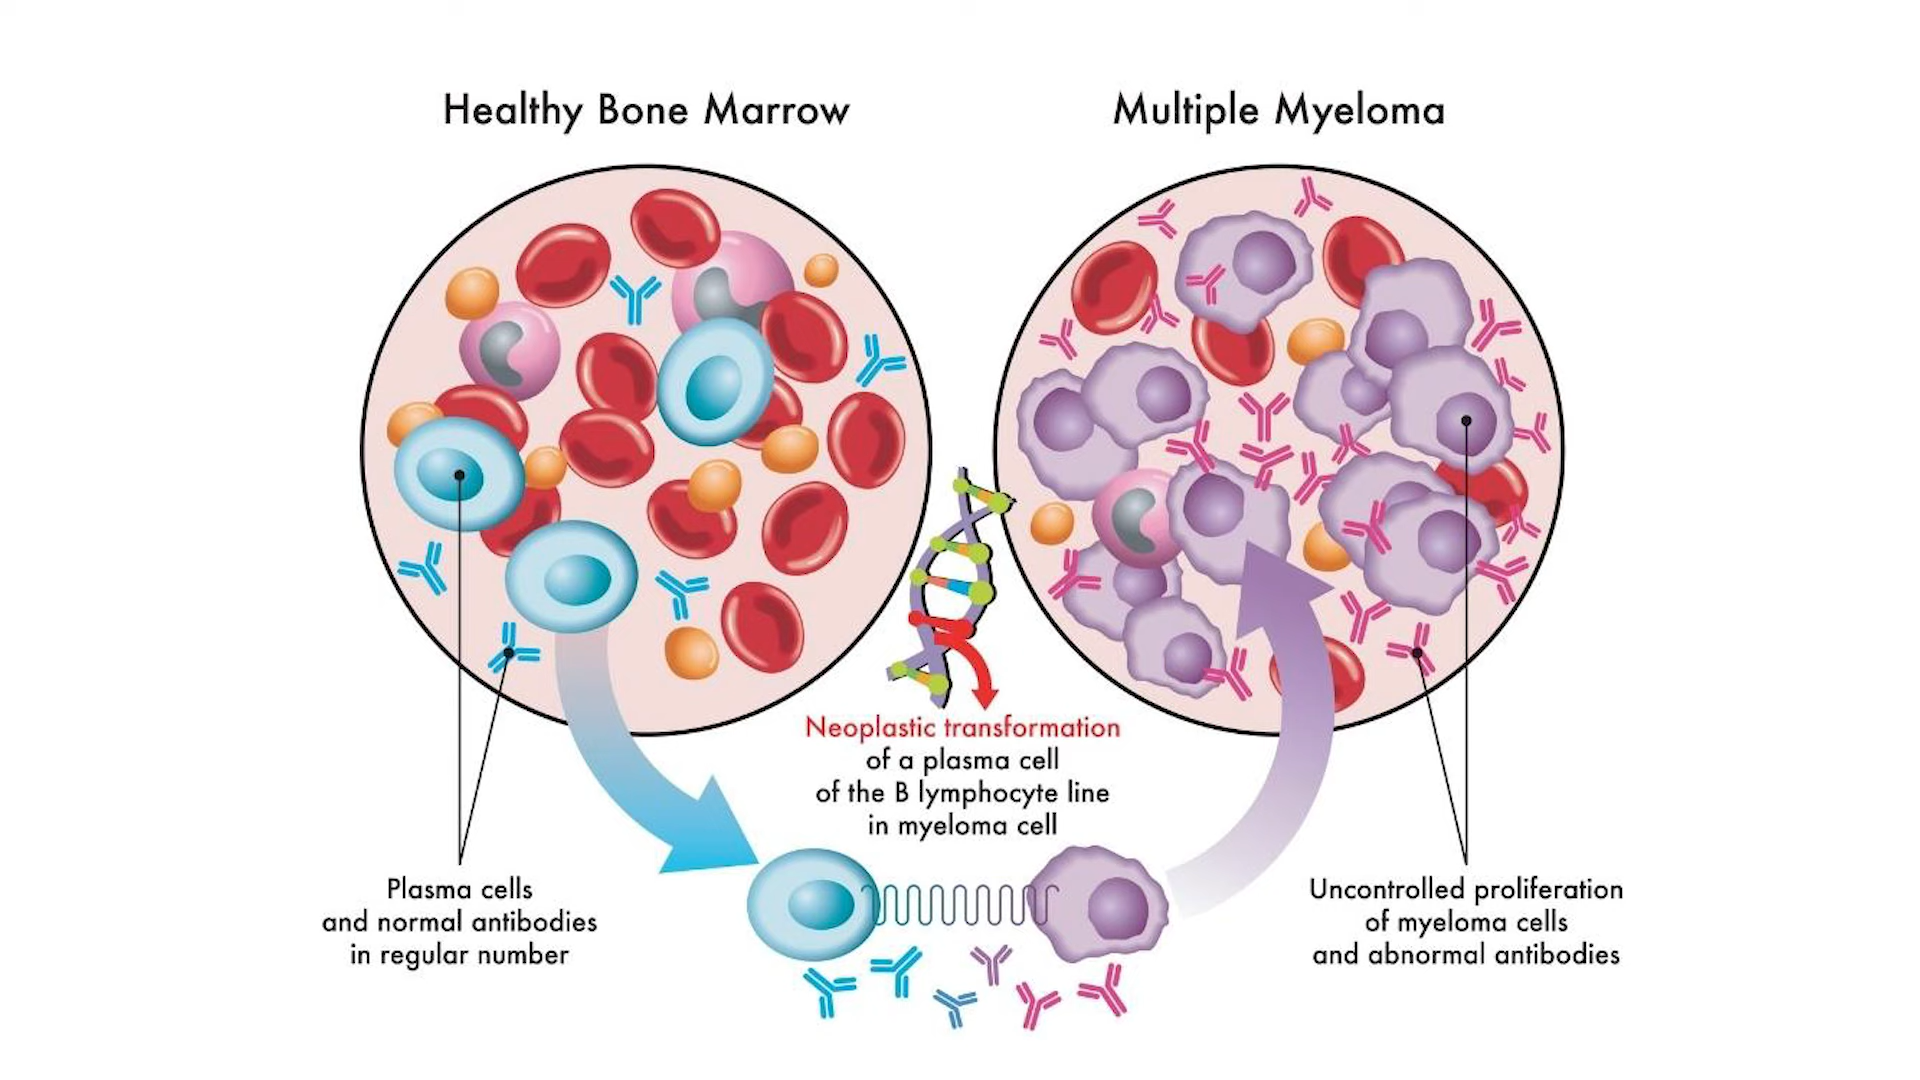 Healthy Bone Marrow
Multiple Myeloma
Neoplastic transformation
of a plasma cell
of the B lymphocyte line
in myeloma cell
Plasma cells
and normal antibodies
in regular number
Uncontrolled proliferation
of myeloma cells
and abnormal antibodies